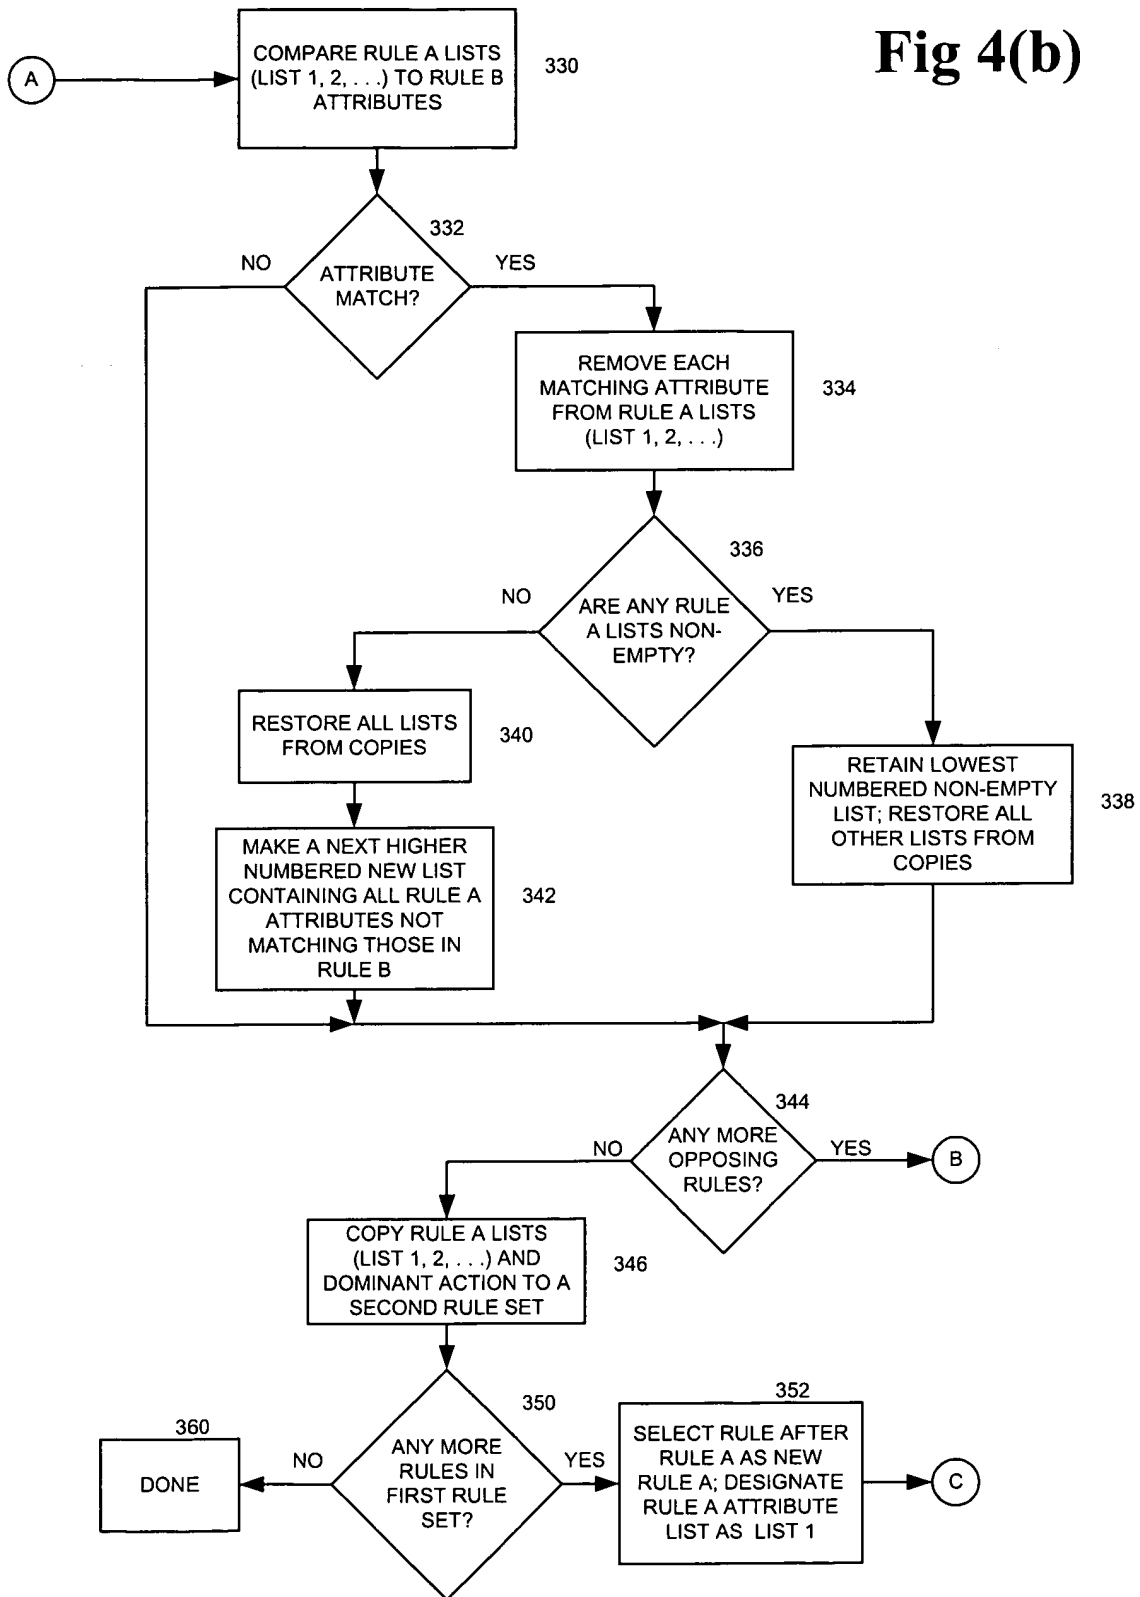 Fig 4(b)
A
COMPARE RULE A LISTS
(LIST 1, 2, . . .) TO RULE B
ATTRIBUTES
330
332
NO
ATTRIBUTE
MATCH?
YES
REMOVE EACH
MATCHING ATTRIBUTE
FROM RULE A LISTS
(LIST 1, 2, . . .)
334
336
NO
ARE ANY RULE
A LISTS NON-
EMPTY?
YES
RESTORE ALL LISTS
FROM COPIES
340
RETAIN LOWEST
NUMBERED NON-EMPTY
LIST; RESTORE ALL
OTHER LISTS FROM
COPIES
338
MAKE A NEXT HIGHER
NUMBERED NEW LIST
CONTAINING ALL RULE A
ATTRIBUTES NOT
MATCHING THOSE IN
RULE B
342
344
NO
ANY MORE
OPPOSING
RULES?
YES
B
COPY RULE A LISTS
(LIST 1, 2, . . .) AND
DOMINANT ACTION TO A
SECOND RULE SET
346
350
352
360
DONE
NO
ANY MORE
RULES IN
FIRST RULE
SET?
YES
SELECT RULE AFTER
RULE A AS NEW
RULE A; DESIGNATE
RULE A ATTRIBUTE
LIST AS LIST 1
C